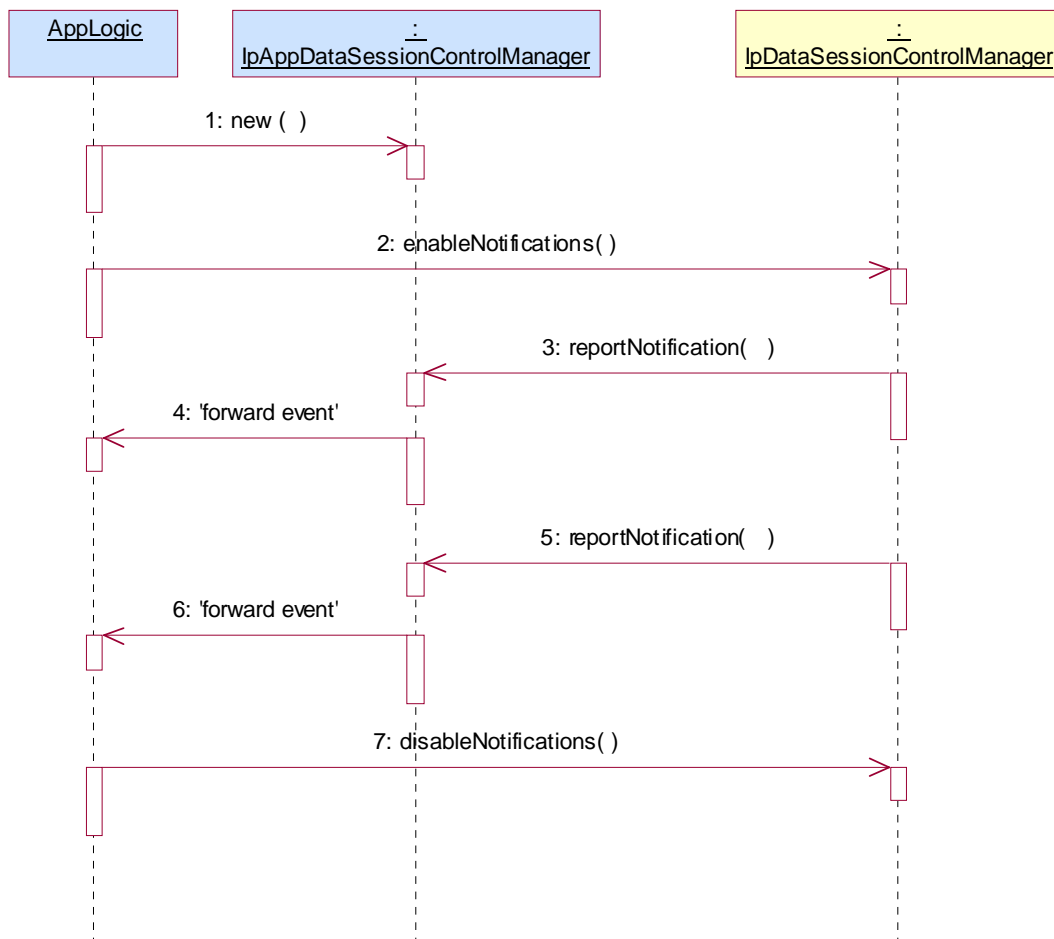 AppLogic
:
IpAppDataSessionControlManager
:
IpDataSessionControlManager
1: new (  )
2: enableNotifications( )
3: reportNotification(   )
4: 'forward event'
5: reportNotification(   )
6: 'forward event'
7: disableNotifications( )